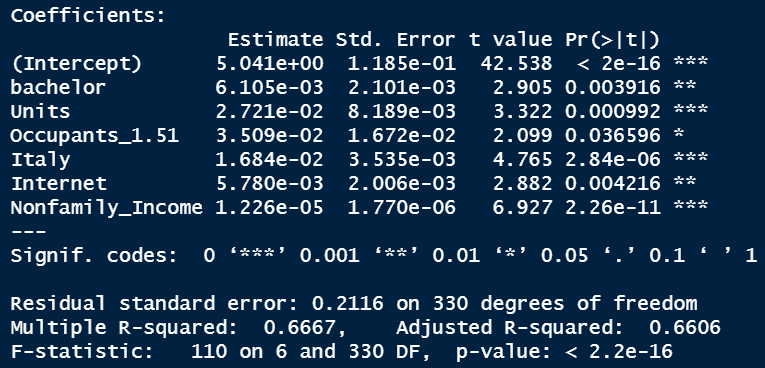 Coefficients:
Estimate Std. Error t value Pr(>|t|)
(Intercept) 5.041e+00 1.185e-01 42.538 < 2e-16 ***
bachelor 6.105e-03 2.101e-03 2.905 0.003916 **
Units 2.721e-02 8.189e-03 3.322 0.000992 ***
Occupants_1.51 3.509e-02 1.672e-02 2.099 0.036596 *
Italy 1.684e-02 3.535e-03 4.765 2.84e-06 ***
Internet 5.780e-03 2.006e-03 2.882 0.004216 **
Nonfamily_Income 1.226e-05 1.770e-06 6.927 2.26e-11 ***
---
Signif. codes: 0 ‘***’ 0.001 ‘**’ 0.01 ‘*’ 0.05 ‘.’ 0.1 ‘ ’ 1
Residual standard error: 0.2116 on 330 degrees of freedom
Multiple R-squared: 0.6667, Adjusted R-squared: 0.6606
F-statistic: 110 on 6 and 330 DF, p-value: < 2.2e-16